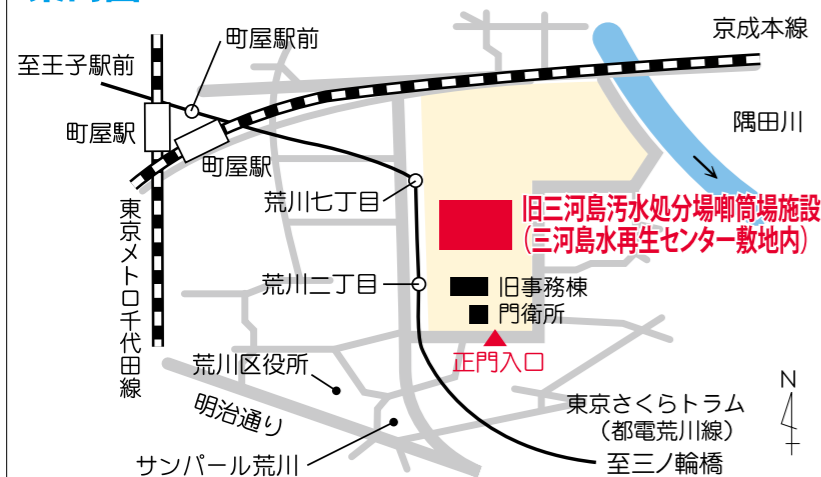 町屋駅前
京成本線
至王子駅前
隅田川
町屋駅
町屋駅
荒川七丁目
旧三河島汚水処分場喞筒場施設
(三河島水再生センター敷地内)
東京メトロ千代田線
荒川二丁目
旧事務棟
門衛所
正門入口
荒川区役所
明治通り
東京さくらトラム
(都電荒川線)
サンパール荒川
至三ノ輪橋
N